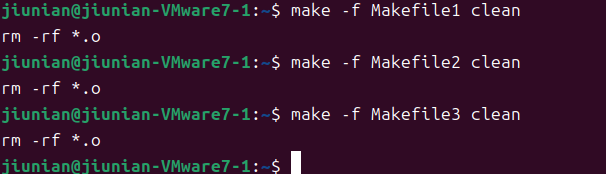 jiunian@jiunian-VMware7-1:~$ make -f Makefile1 clean
rm -rf *.o
jiunian@jiunian-VMware7-1:~$ make -f Makefile2 clean
rm -rf *.o
jiunian@jiunian-VMware7-1:~$ make -f Makefile3 clean
rm -rf *.o
jiunian@jiunian-VMware7-1:~$